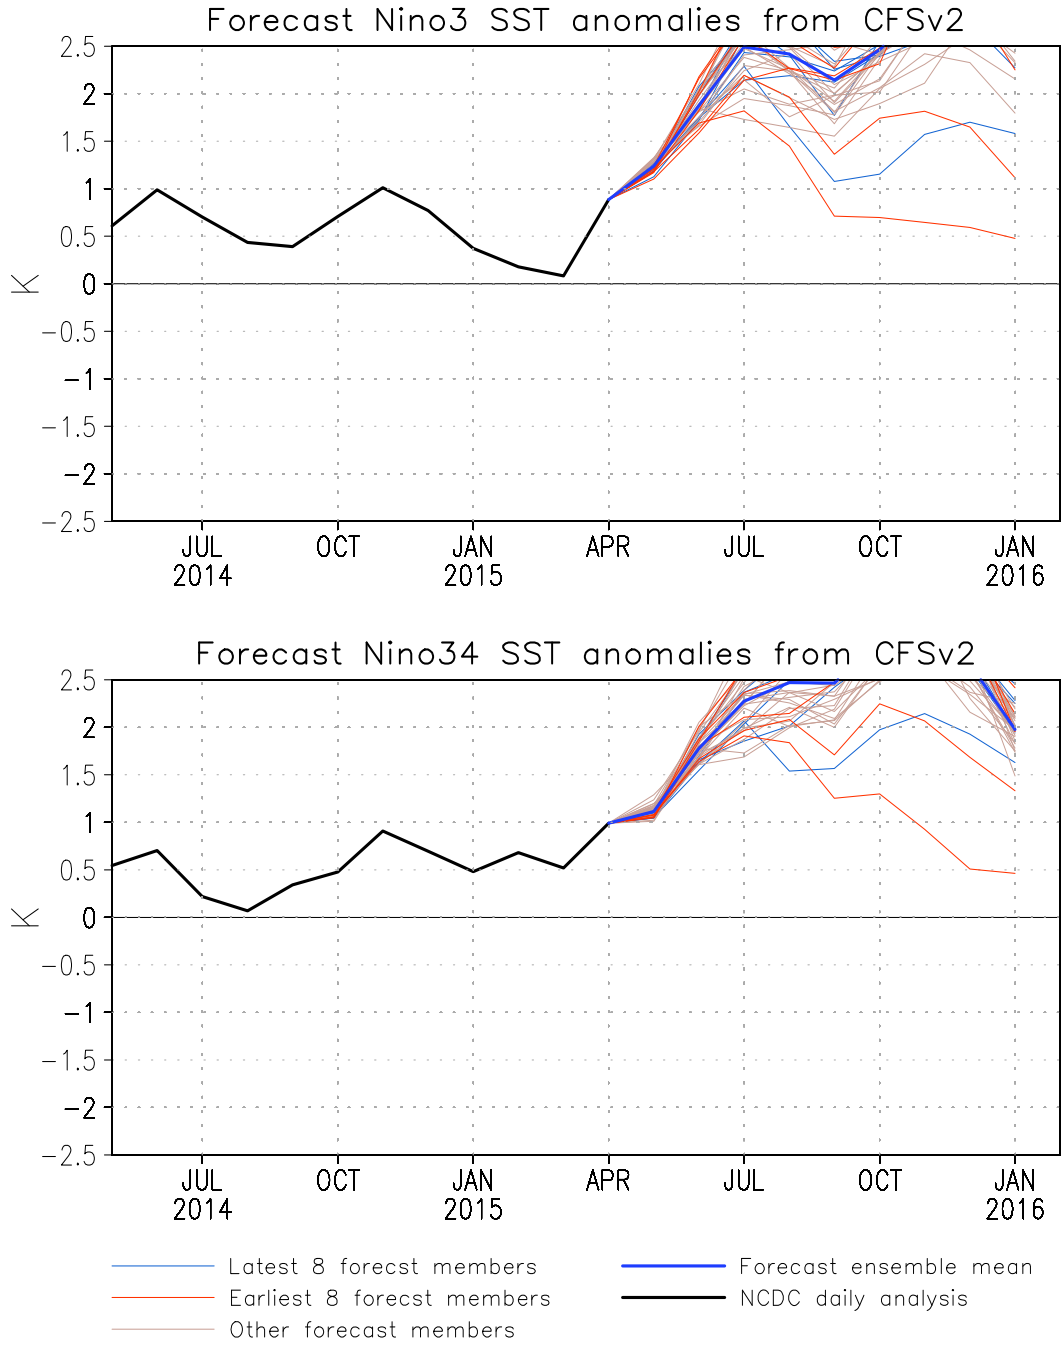 Forecast Nino3 SST anomalies from CFSv2
2.5
2
1.5
1
0.5
0
-0.5
-1
-1.5
-2
-2.5
K
JUL OCT JAN APR JUL OCT JAN
2014 2015 2016
Forecast Nino34 SST anomalies from CFSv2
2.5
2
1.5
1
0.5
0
-0.5
-1
-1.5
-2
-2.5
K
JUL OCT JAN APR JUL OCT JAN
2014 2015 2016
Latest 8 forecst members
Earliest 8 forecst members
Other forecast members
Forecast ensemble mean
NCDC daily analysis